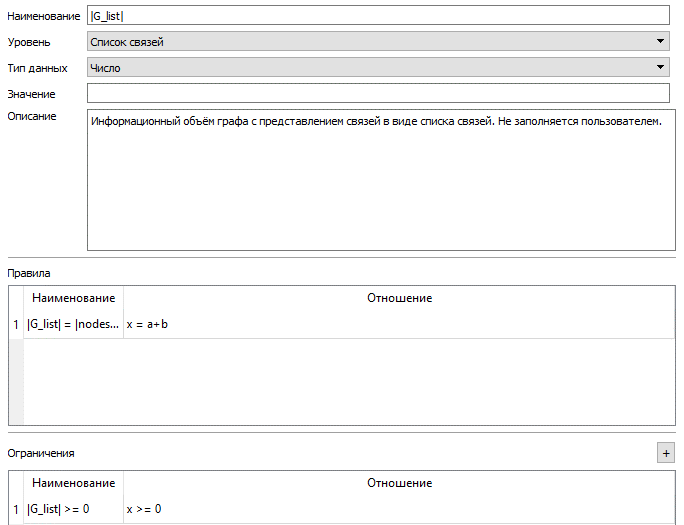 Наименование |G_list|
Уровень Список связей
Тип данных Число
Значение
Описание Информационный объём графа с представлением связей в виде списка связей. Не заполняется пользователем.
Правила
Наименование Отношение
1 |G_list| = |nodes... x = a+b
Ограничения +
Наименование Отношение
1 |G_list| >= 0 x >= 0